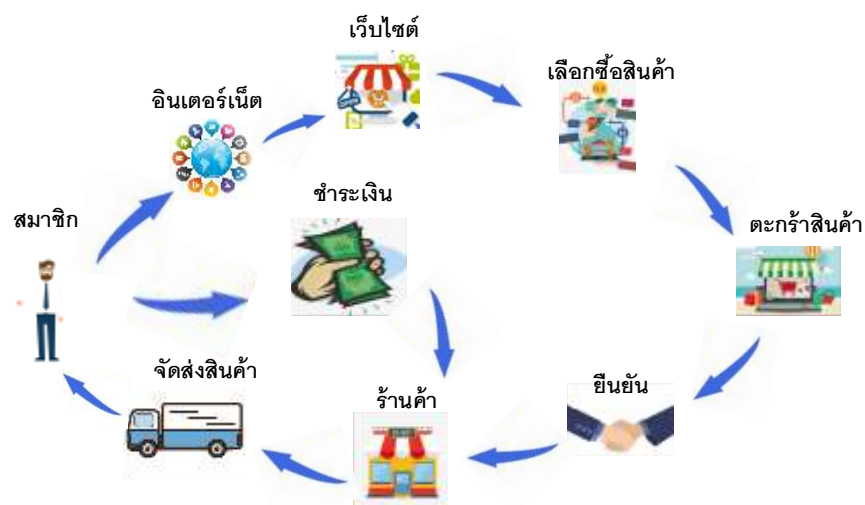 เว็บไซต์
เลือกซื้อสินค้า
อินเตอร์เน็ต
ชำระเงิน
สมาชิก
ตะกร้าสินค้า
จัดส่งสินค้า
ร้านค้า
ยืนยัน
OPEN